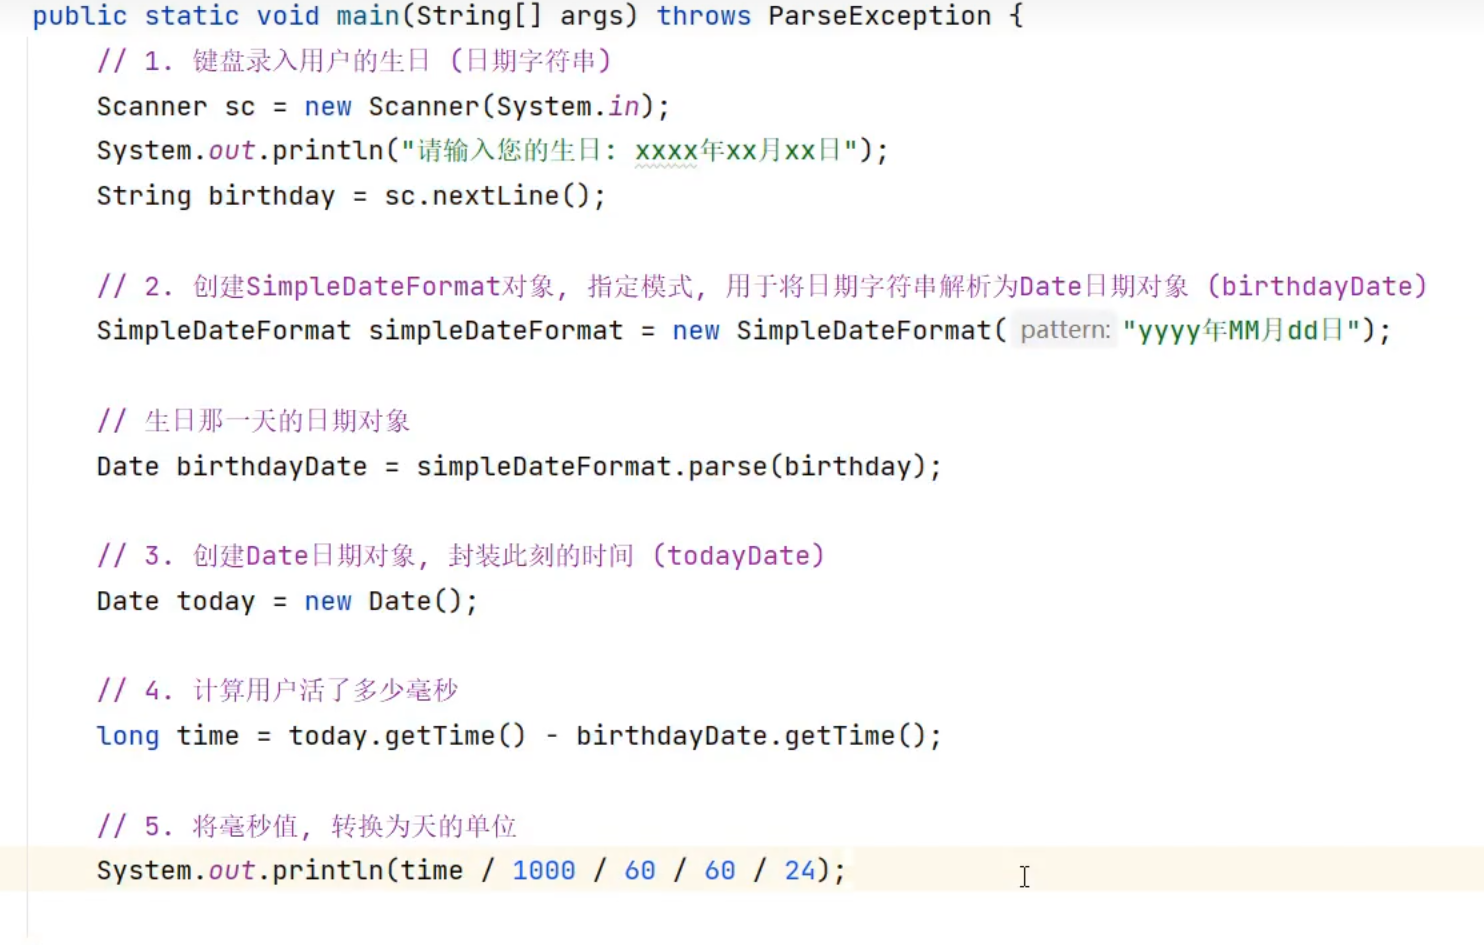 public static void main(String[] args) throws ParseException {
// 1. 键盘录入用户的生日 (日期字符串)
Scanner sc = new Scanner(System.in);
System.out.println("请输入您的生日: xxxx年xx月xx日");
String birthday = sc.nextLine();
// 2. 创建SimpleDateFormat对象, 指定模式, 用于将日期字符串解析为Date日期对象 (birthdayDate)
SimpleDateFormat simpleDateFormat = new SimpleDateFormat( pattern: "yyyy年MM月dd日");
// 生日那一天的日期对象
Date birthdayDate = simpleDateFormat.parse(birthday);
// 3. 创建Date日期对象, 封装此刻的时间 (todayDate)
Date today = new Date();
// 4. 计算用户活了多少毫秒
long time = today.getTime() - birthdayDate.getTime();
// 5. 将毫秒值, 转换为天的单位
System.out.println(time / 1000 / 60 / 60 / 24);